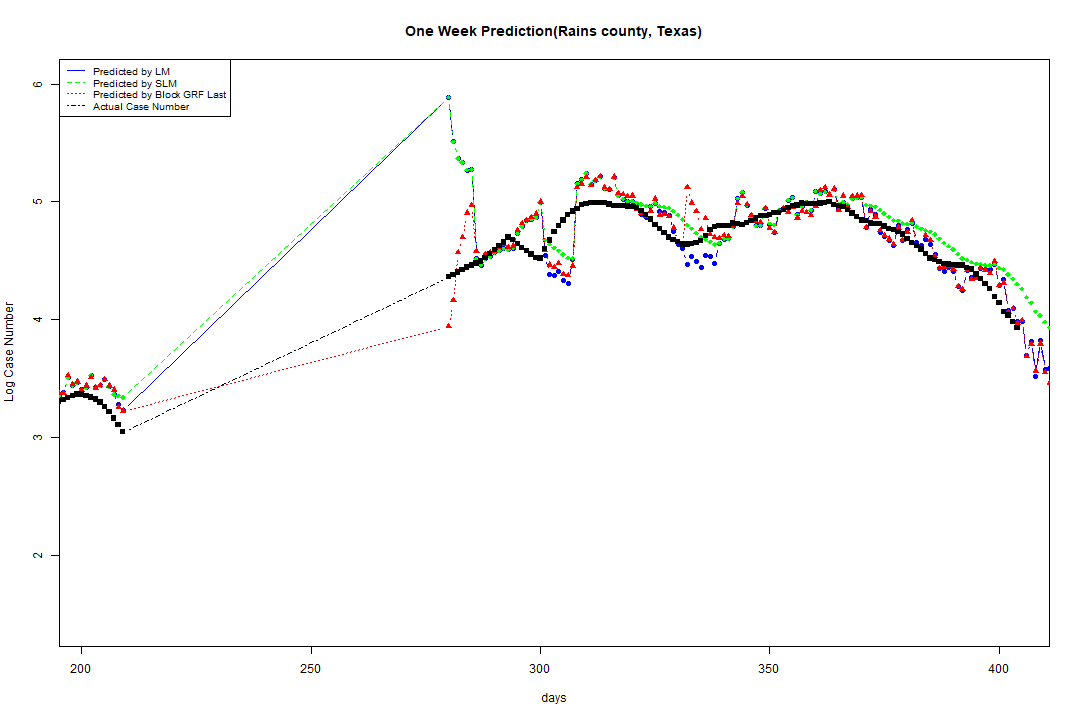 One Week Prediction(Rains county, Texas)
Predicted by LM
Predicted by SLM
Predicted by Block GRF Last
Actual Case Number
6
5
4
3
2
Log Case Number
200 250 300 350 400
days